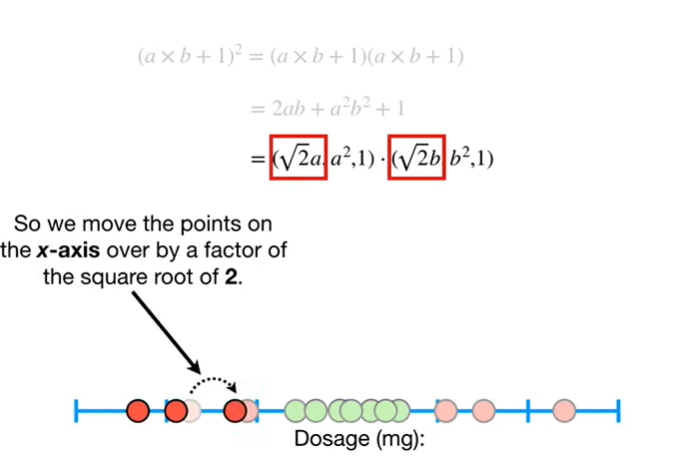 (a × b + 1)² = (a × b + 1)(a × b + 1)
= 2ab + a²b² + 1
= (√2a, a²,1) · (√2b, b²,1)
So we move the points on
the x-axis over by a factor of
the square root of 2.
Dosage (mg):